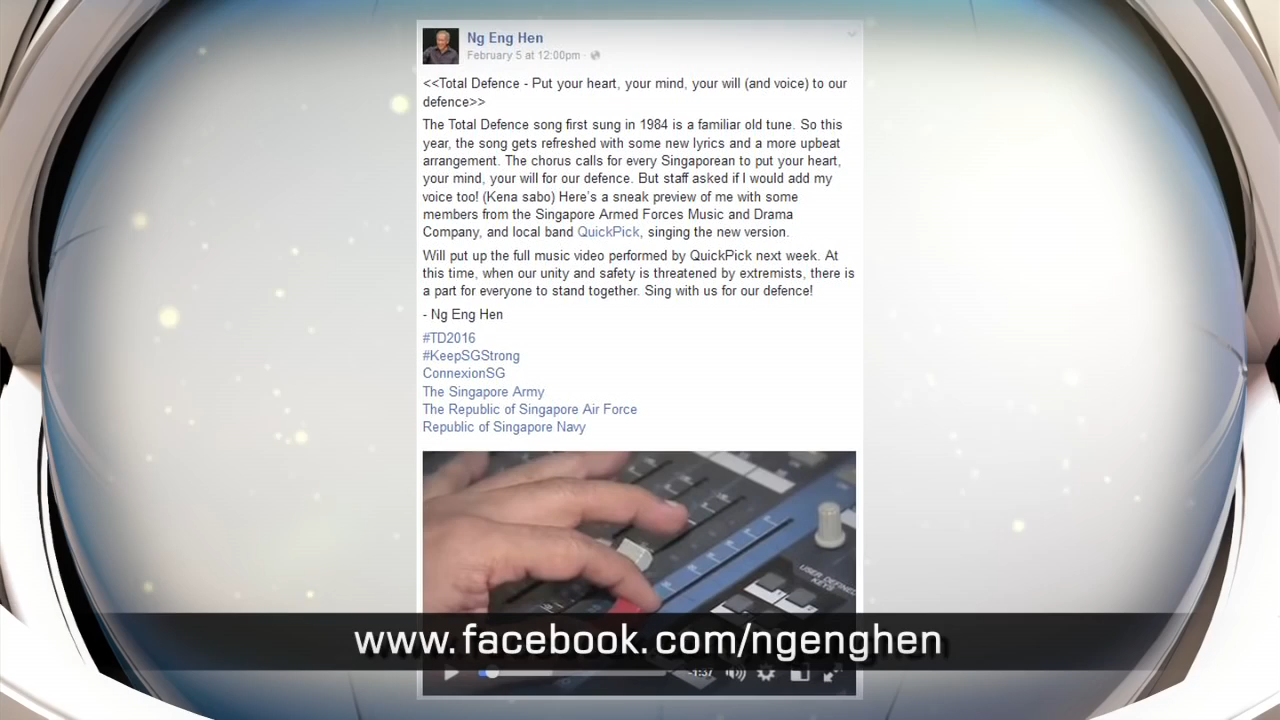 Ng Eng Hen
February 5 at 12:00pm ·
<<Total Defence - Put your heart, your mind, your will (and voice) to our
defence>>
The Total Defence song first sung in 1984 is a familiar old tune. So this
year, the song gets refreshed with some new lyrics and a more upbeat
arrangement. The chorus calls for every Singaporean to put your heart,
your mind, your will for our defence. But staff asked if I would add my
voice too! (Kena sabo) Here's a sneak preview of me with some
members from the Singapore Armed Forces Music and Drama
Company, and local band QuickPick, singing the new version.
Will put up the full music video performed by QuickPick next week. At
this time, when our unity and safety is threatened by extremists, there is
a part for everyone to stand together. Sing with us for our defence!
- Ng Eng Hen
#TD2016
#KeepSGStrong
ConnexionSG
The Singapore Army
The Republic of Singapore Air Force
Republic of Singapore Navy
USER DEFINED
KEYS
www.facebook.com/ngenghen
-1:37